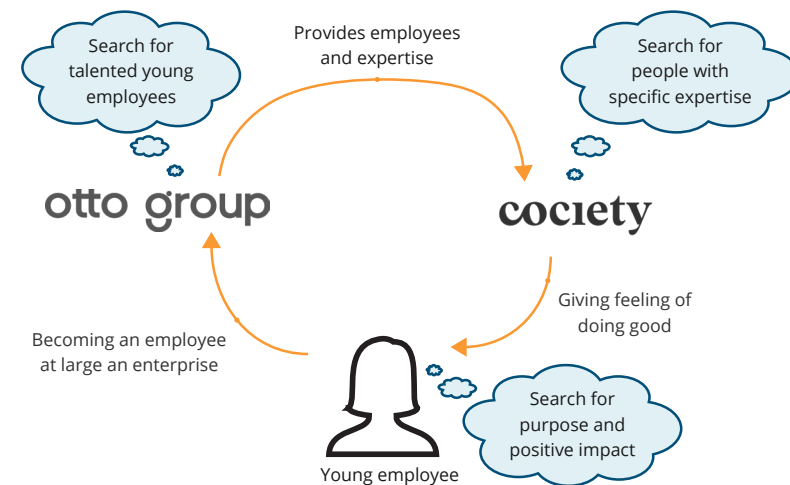 Search for
talented young
employees
Provides employees
and expertise
Search for
people with
specific expertise
otto group
cociety
Giving feeling of
doing good
Becoming an employee
at large an enterprise
Search for
purpose and
positive impact
Young employee